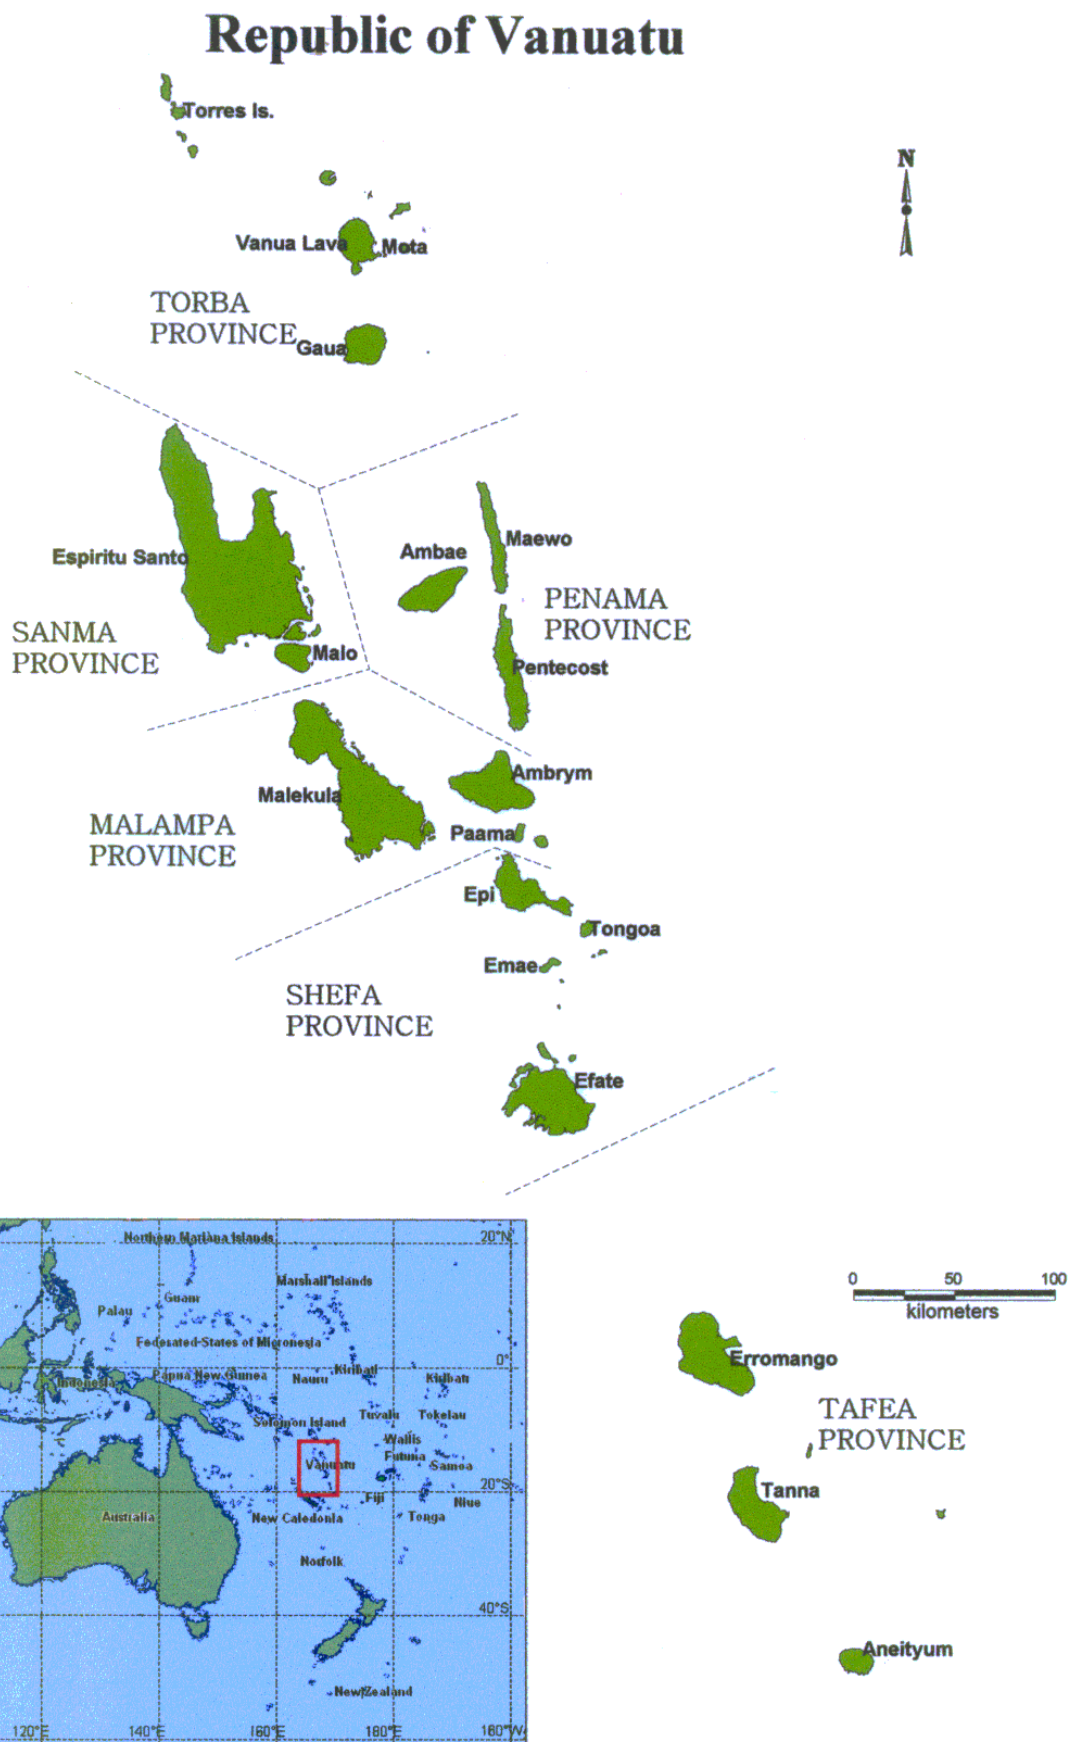 Republic of Vanuatu
Torres Is.
N
Vanua Lava
Mota
TORBA
PROVINCE
Gaua
Espiritu Santo
Ambae
Maewo
PENAMA
PROVINCE
SANMA
PROVINCE
Malo
Pentecost
Ambrym
Malekula
MALAMPA
PROVINCE
Paama
Epi
Tongoa
Emae
SHEFA
PROVINCE
Efate
Northern Mariana Islands
20°N
Marshall Islands
Guam
Palau
Federated States of Micronesia
0°
Kiribati
Papua New Guinea
Nauru
Kiribati
Indonesia
Tuvalu
Tokelau
Solomon Island
Wallis
Futuna
Vanuatu
Samoa
20°S
Fiji
Niue
Australia
New Caledonia
Tonga
Norfolk
40°S
New Zealand
120°E
140°E
160°E
180°E
160°W
0
50
100
kilometers
Erromango
TAFEA
PROVINCE
Tanna
Aneityum